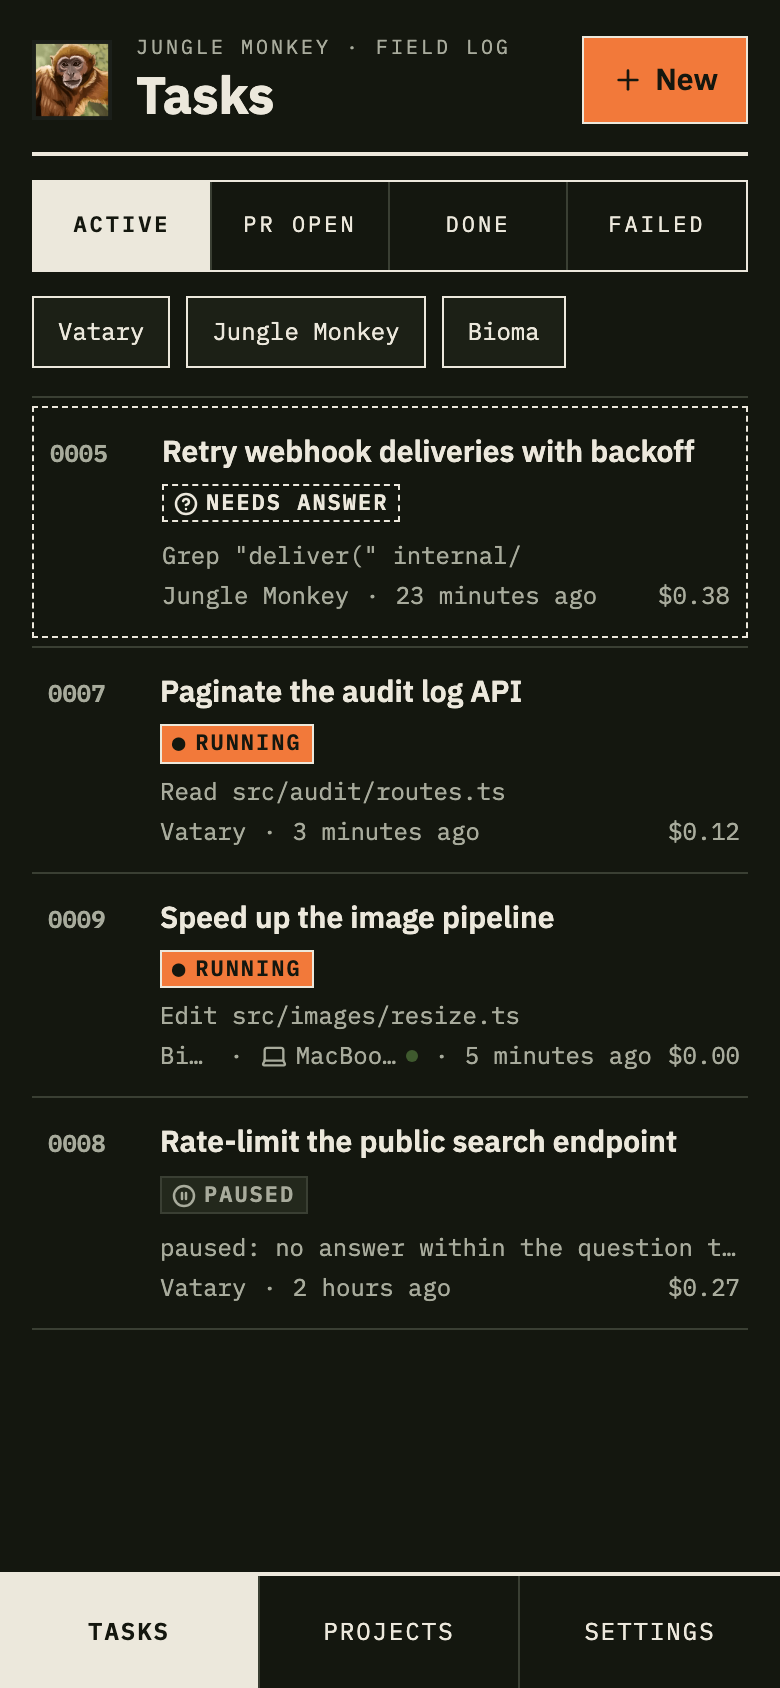 JUNGLE MONKEY · FIELD LOG
Tasks
+ New
ACTIVE PR OPEN DONE FAILED
Vatary Jungle Monkey Bioma
0005 Retry webhook deliveries with backoff
NEEDS ANSWER
Grep "deliver(" internal/
Jungle Monkey · 23 minutes ago $0.38
0007 Paginate the audit log API
RUNNING
Read src/audit/routes.ts
Vatary · 3 minutes ago $0.12
0009 Speed up the image pipeline
RUNNING
Edit src/images/resize.ts
Bi… · MacBoo… · 5 minutes ago $0.00
0008 Rate-limit the public search endpoint
PAUSED
paused: no answer within the question t…
Vatary · 2 hours ago $0.27
TASKS PROJECTS SETTINGS